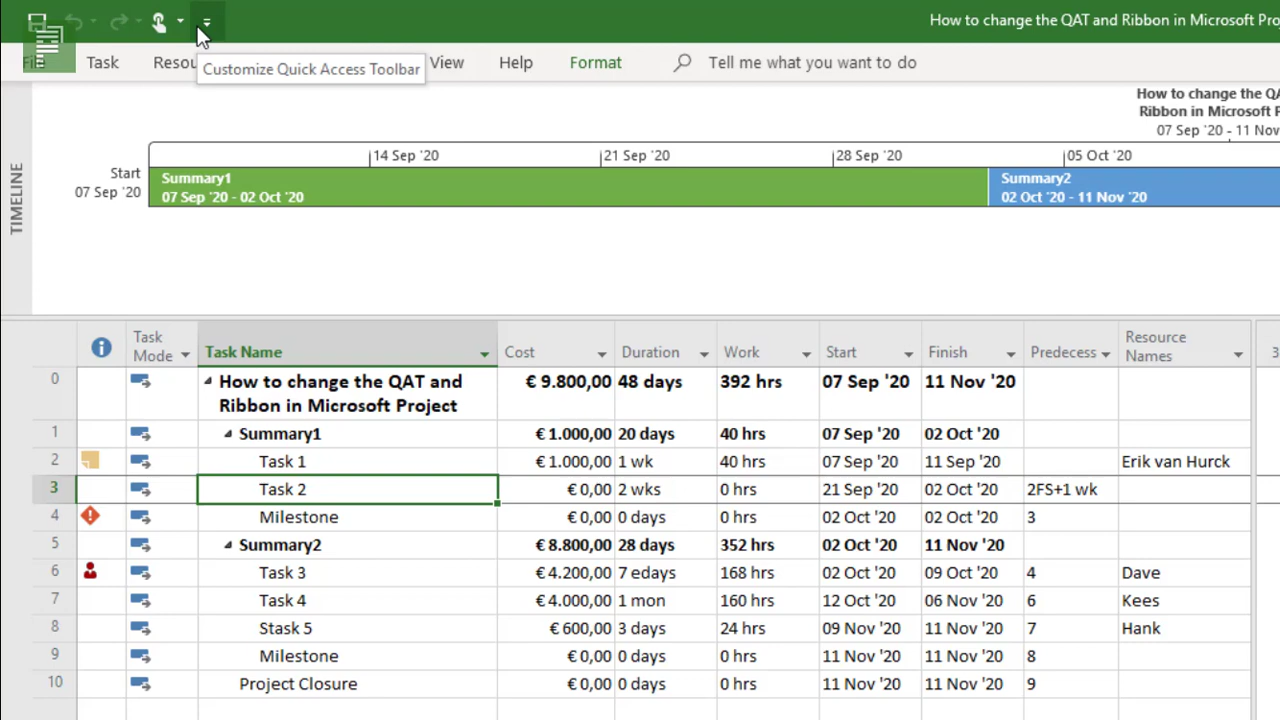 How to change the QAT and Ribbon in Microsoft Pro
Task
Resou
View
Help
Format
Tell me what you want to do
Customize Quick Access Toolbar
How to change the QA
Ribbon in Microsoft P
07 Sep '20 - 11 Nov
TIMELINE
Start
07 Sep '20
14 Sep '20
21 Sep '20
28 Sep '20
05 Oct '20
Summary1
07 Sep '20 - 02 Oct '20
Summary2
02 Oct '20 - 11 Nov '20
Task Mode
Task Name
Cost
Duration
Work
Start
Finish
Predecess
Resource Names
3
0 How to change the QAT and Ribbon in Microsoft Project € 9.800,00 48 days 392 hrs 07 Sep '20 11 Nov '20
1 Summary1 € 1.000,00 20 days 40 hrs 07 Sep '20 02 Oct '20
2 Task 1 € 1.000,00 1 wk 40 hrs 07 Sep '20 11 Sep '20 Erik van Hurck
3 Task 2 € 0,00 2 wks 0 hrs 21 Sep '20 02 Oct '20 2FS+1 wk
4 Milestone € 0,00 0 days 0 hrs 02 Oct '20 02 Oct '20 3
5 Summary2 € 8.800,00 28 days 352 hrs 02 Oct '20 11 Nov '20
6 Task 3 € 4.200,00 7 edays 168 hrs 02 Oct '20 09 Oct '20 4 Dave
7 Task 4 € 4.000,00 1 mon 160 hrs 12 Oct '20 06 Nov '20 6 Kees
8 Stask 5 € 600,00 3 days 24 hrs 09 Nov '20 11 Nov '20 7 Hank
9 Milestone € 0,00 0 days 0 hrs 11 Nov '20 11 Nov '20 8
10 Project Closure € 0,00 0 days 0 hrs 11 Nov '20 11 Nov '20 9